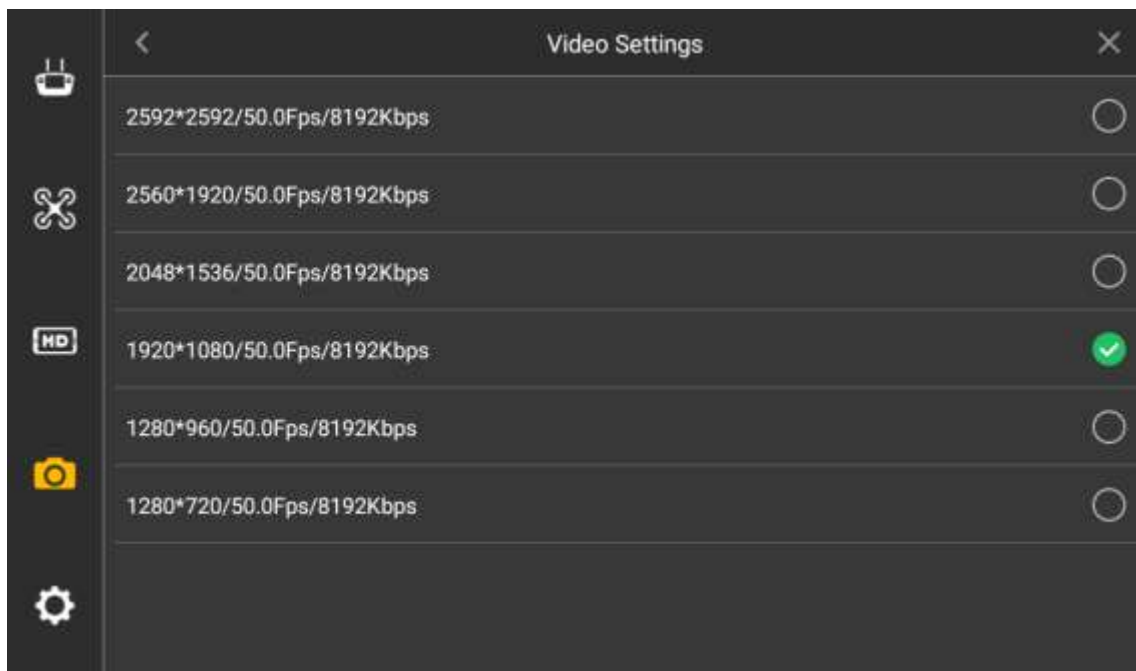 Video Settings
2592*2592/50.0Fps/8192Kbps
2560*1920/50.0Fps/8192Kbps
2048*1536/50.0Fps/8192Kbps
HD
1920*1080/50.0Fps/8192Kbps
1280*960/50.0Fps/8192Kbps
1280*720/50.0Fps/8192Kbps